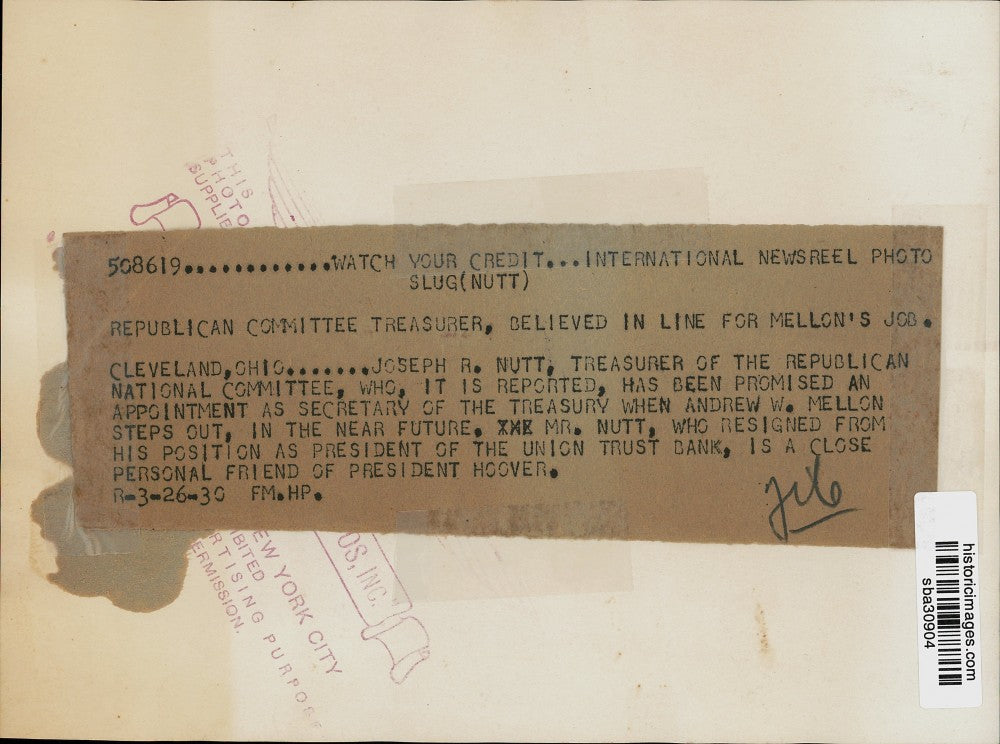 THIS
PHOTO
SUPPLIE
508619............WATCH YOUR CREDIT...INTERNATIONAL NEWSREEL PHOTO
SLUG(NUTT)
REPUBLICAN COMMITTEE TREASURER, BELIEVED IN LINE FOR MELLON'S JOB.
CLEVELAND,OHIO.......JOSEPH R. NUTT, TREASURER OF THE REPUBLICAN
NATIONAL COMMITTEE, WHO, IT IS REPORTED, HAS BEEN PROMISED AN
APPOINTMENT AS SECRETARY OF THE TREASURY WHEN ANDREW W. MELLON
STEPS OUT, IN THE NEAR FUTURE. XXX MR. NUTT, WHO RESIGNED FROM
HIS POSITION AS PRESIDENT OF THE UNION TRUST BANK, IS A CLOSE
PERSONAL FRIEND OF PRESIDENT HOOVER.
R-3-26-30 FM.HP.
OS, INC.
EW YORK CITY
BITED
RTISING PURPOSE
ERMISSION.
historicimages.com
sba30904